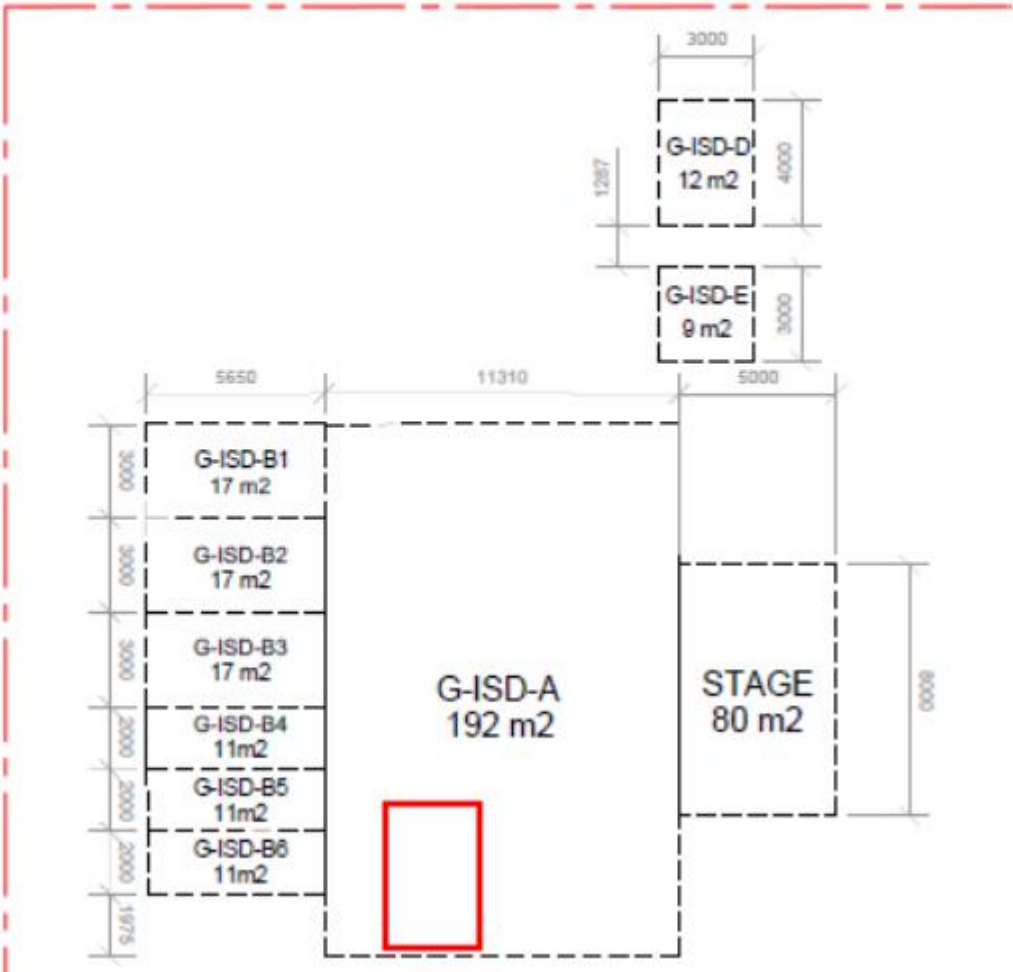 3000
G-ISD-D
12 m2
4000
1287
G-ISD-E
9 m2
3000
5650
11310
5000
G-ISD-B1
17 m2
3000
G-ISD-B2
17 m2
3000
G-ISD-B3
17 m2
3000
G-ISD-A
192 m2
STAGE
80 m2
8000
G-ISD-B4
11m2
2000
G-ISD-B5
11m2
2000
G-ISD-B6
11m2
2000
1975